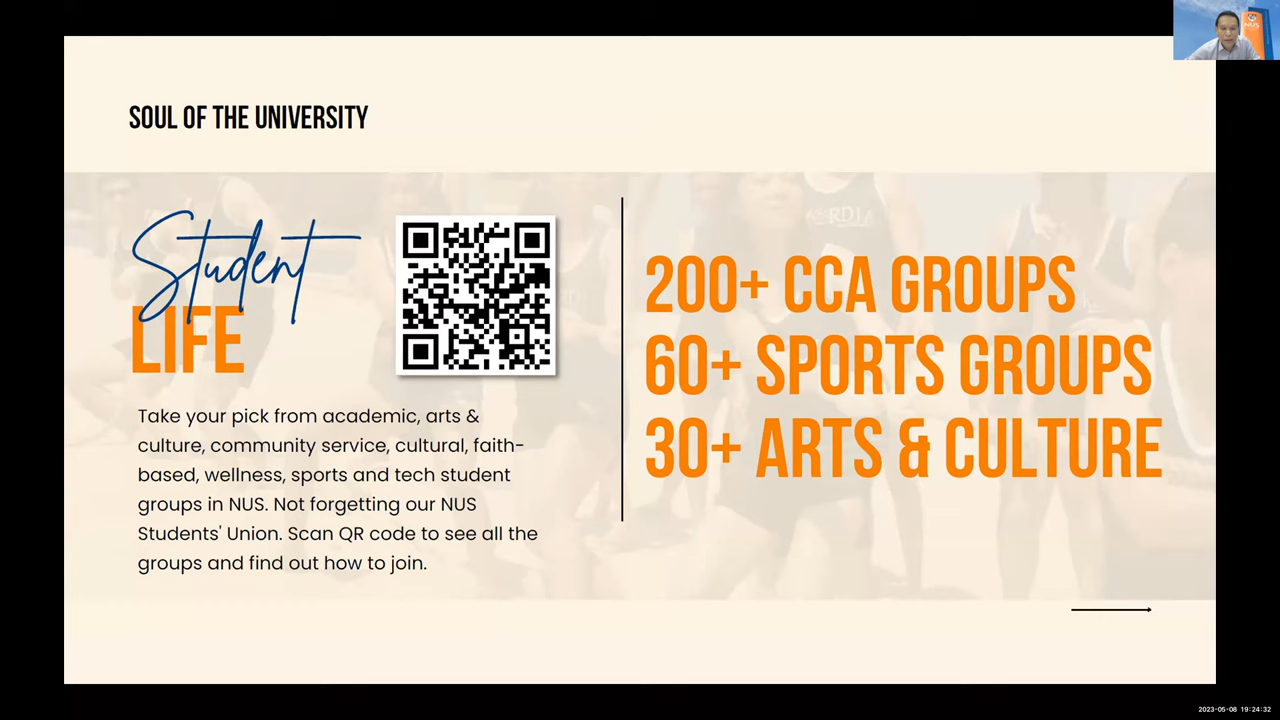 NUS
SOUL OF THE UNIVERSITY
Student
LIFE
Take your pick from academic, arts &
culture, community service, cultural, faith-
based, wellness, sports and tech student
groups in NUS. Not forgetting our NUS
Students' Union. Scan QR code to see all the
groups and find out how to join.
200+ CCA GROUPS
60+ SPORTS GROUPS
30+ ARTS & CULTURE
2023-05-08 19:24:32